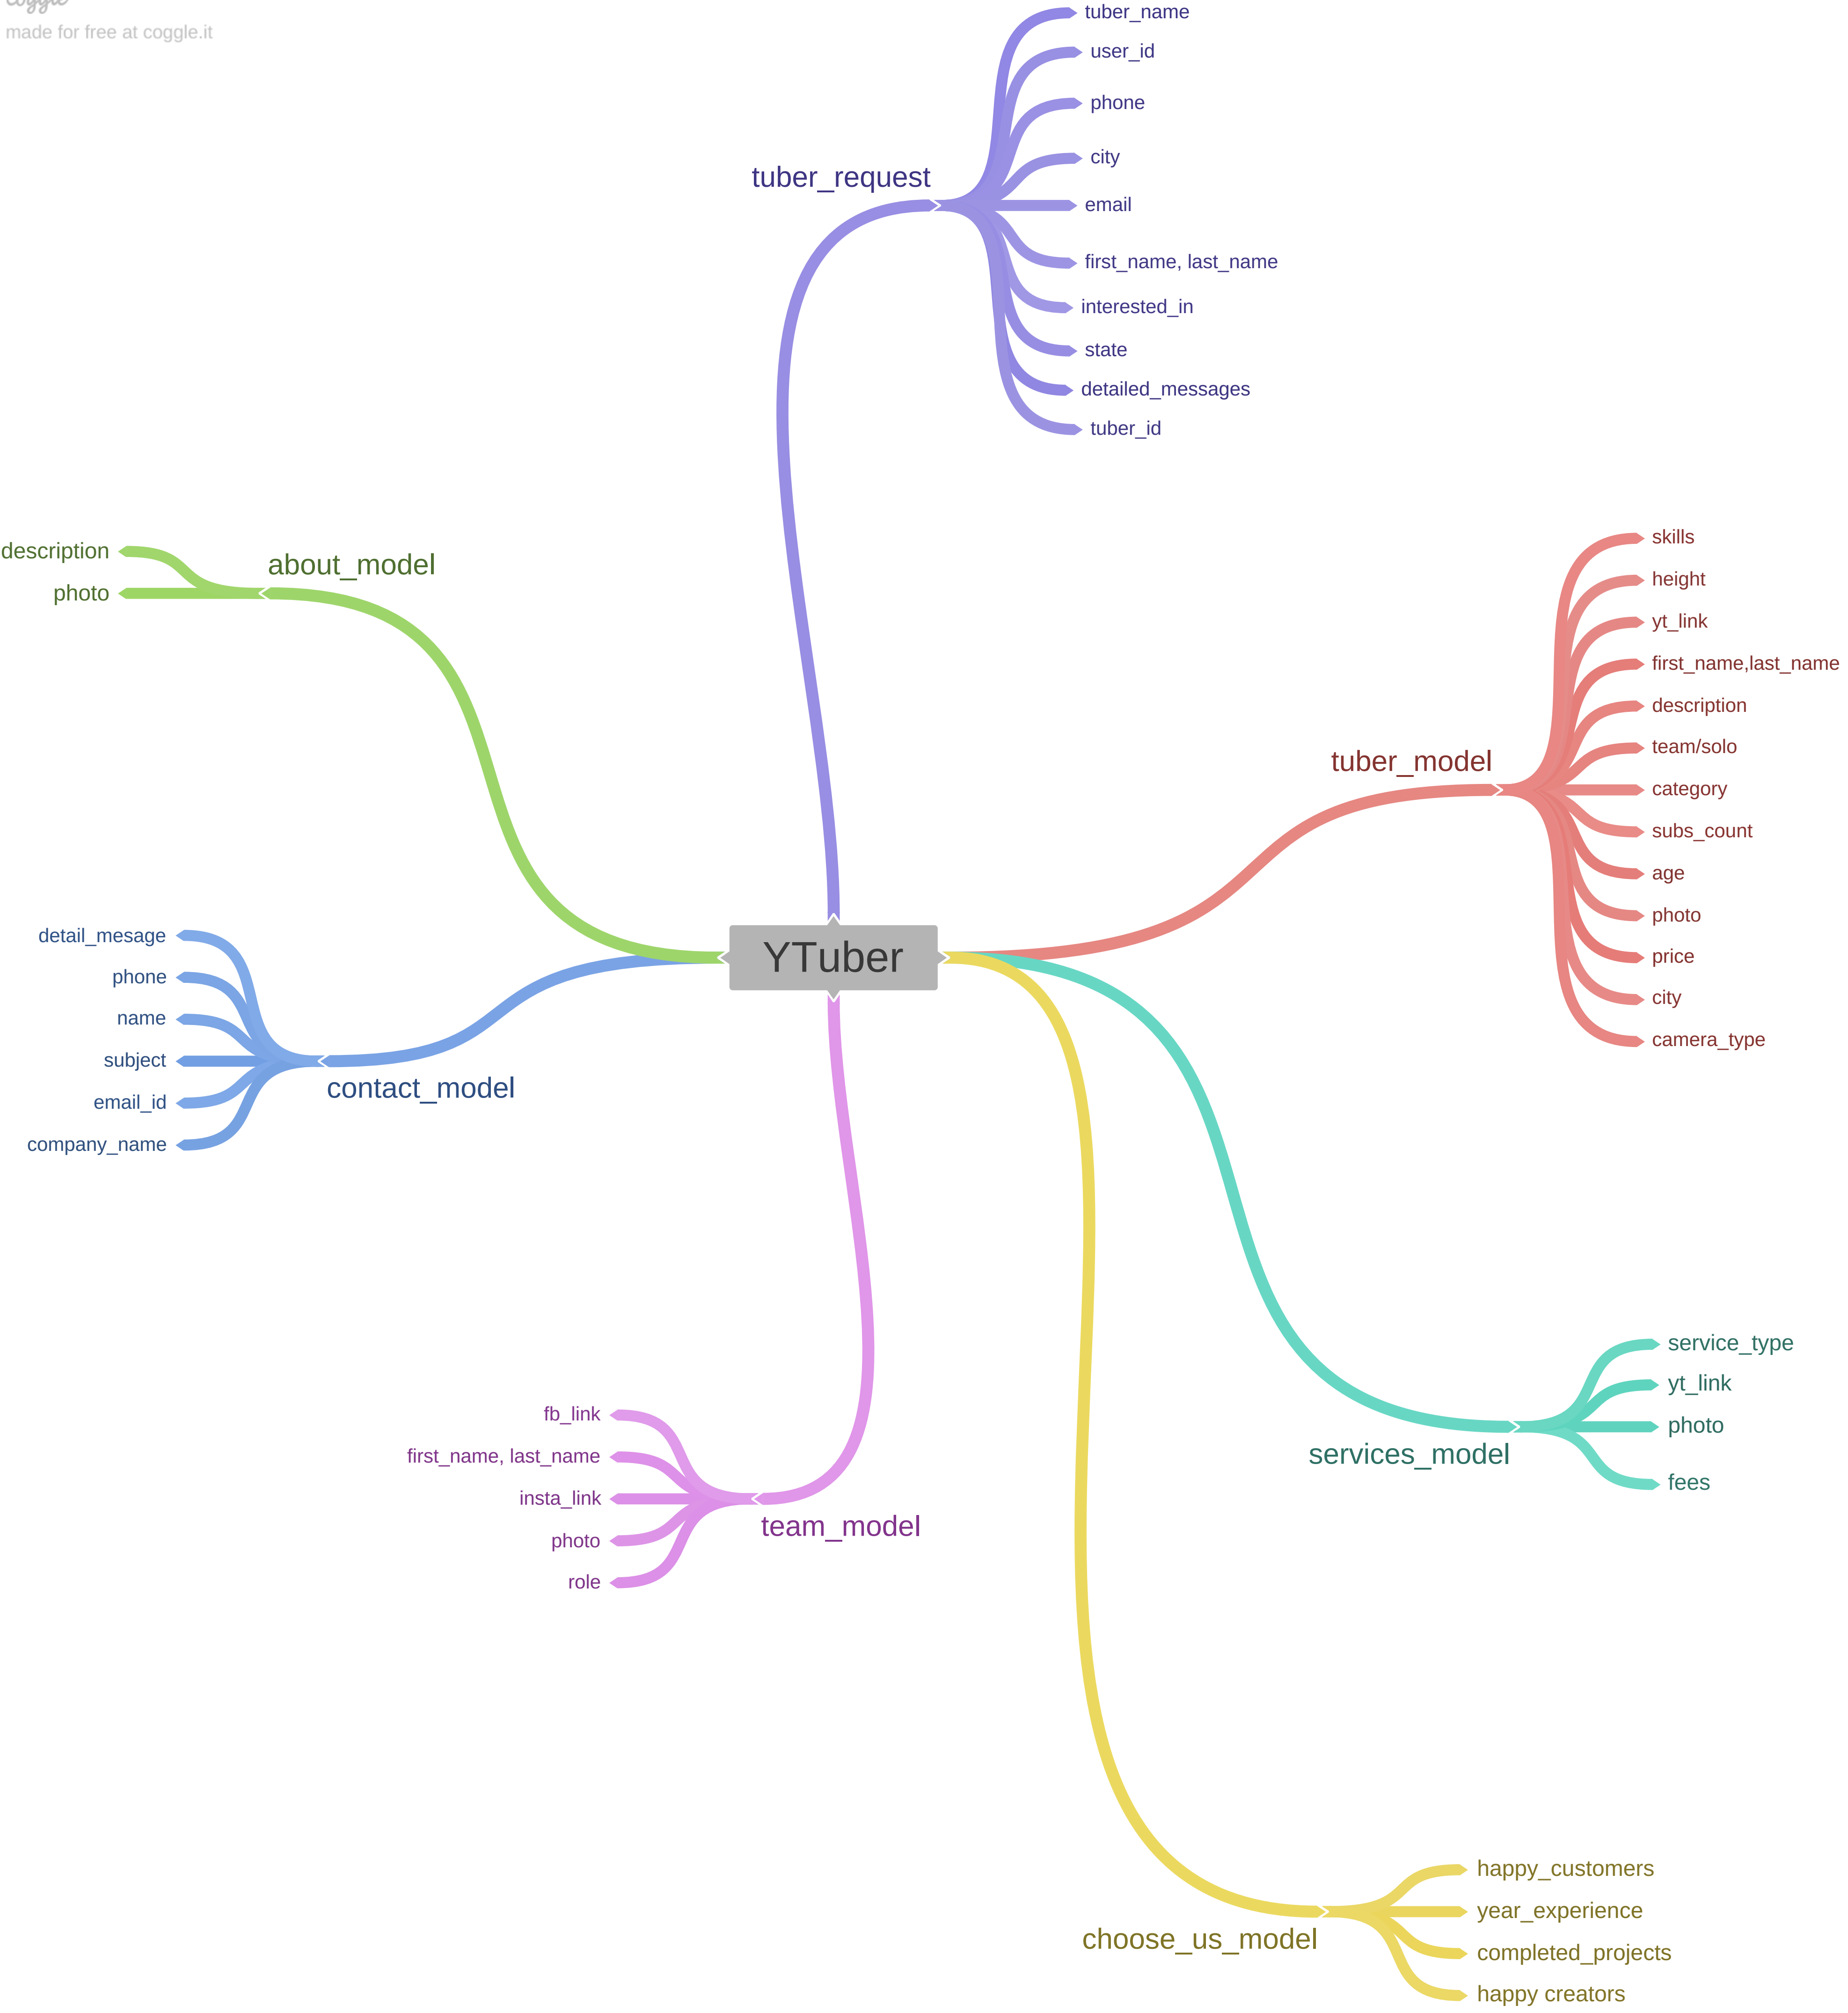 coggle
made for free at coggle.it
tuber_request
tuber_name
user_id
phone
city
email
first_name, last_name
interested_in
state
detailed_messages
tuber_id
about_model
description
photo
tuber_model
skills
height
yt_link
first_name,last_name
description
team/solo
category
subs_count
age
photo
price
city
camera_type
YTuber
contact_model
detail_mesage
phone
name
subject
email_id
company_name
services_model
service_type
yt_link
photo
fees
team_model
fb_link
first_name, last_name
insta_link
photo
role
choose_us_model
happy_customers
year_experience
completed_projects
happy creators